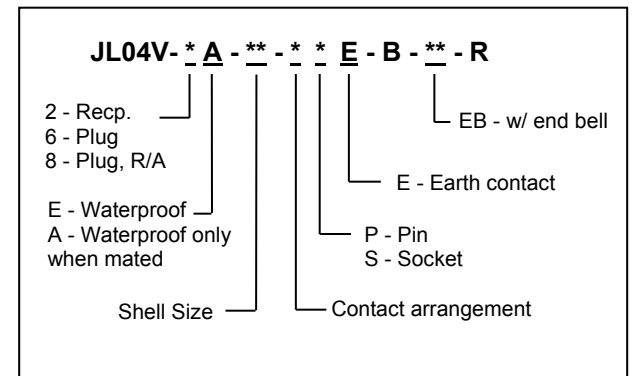 JL04V- * A - ** - * * E - B - ** - R
2 - Recp.
6 - Plug
8 - Plug, R/A
EB - w/ end bell
E - Earth contact
E - Waterproof
A - Waterproof only
when mated
P - Pin
S - Socket
Shell Size
Contact arrangement